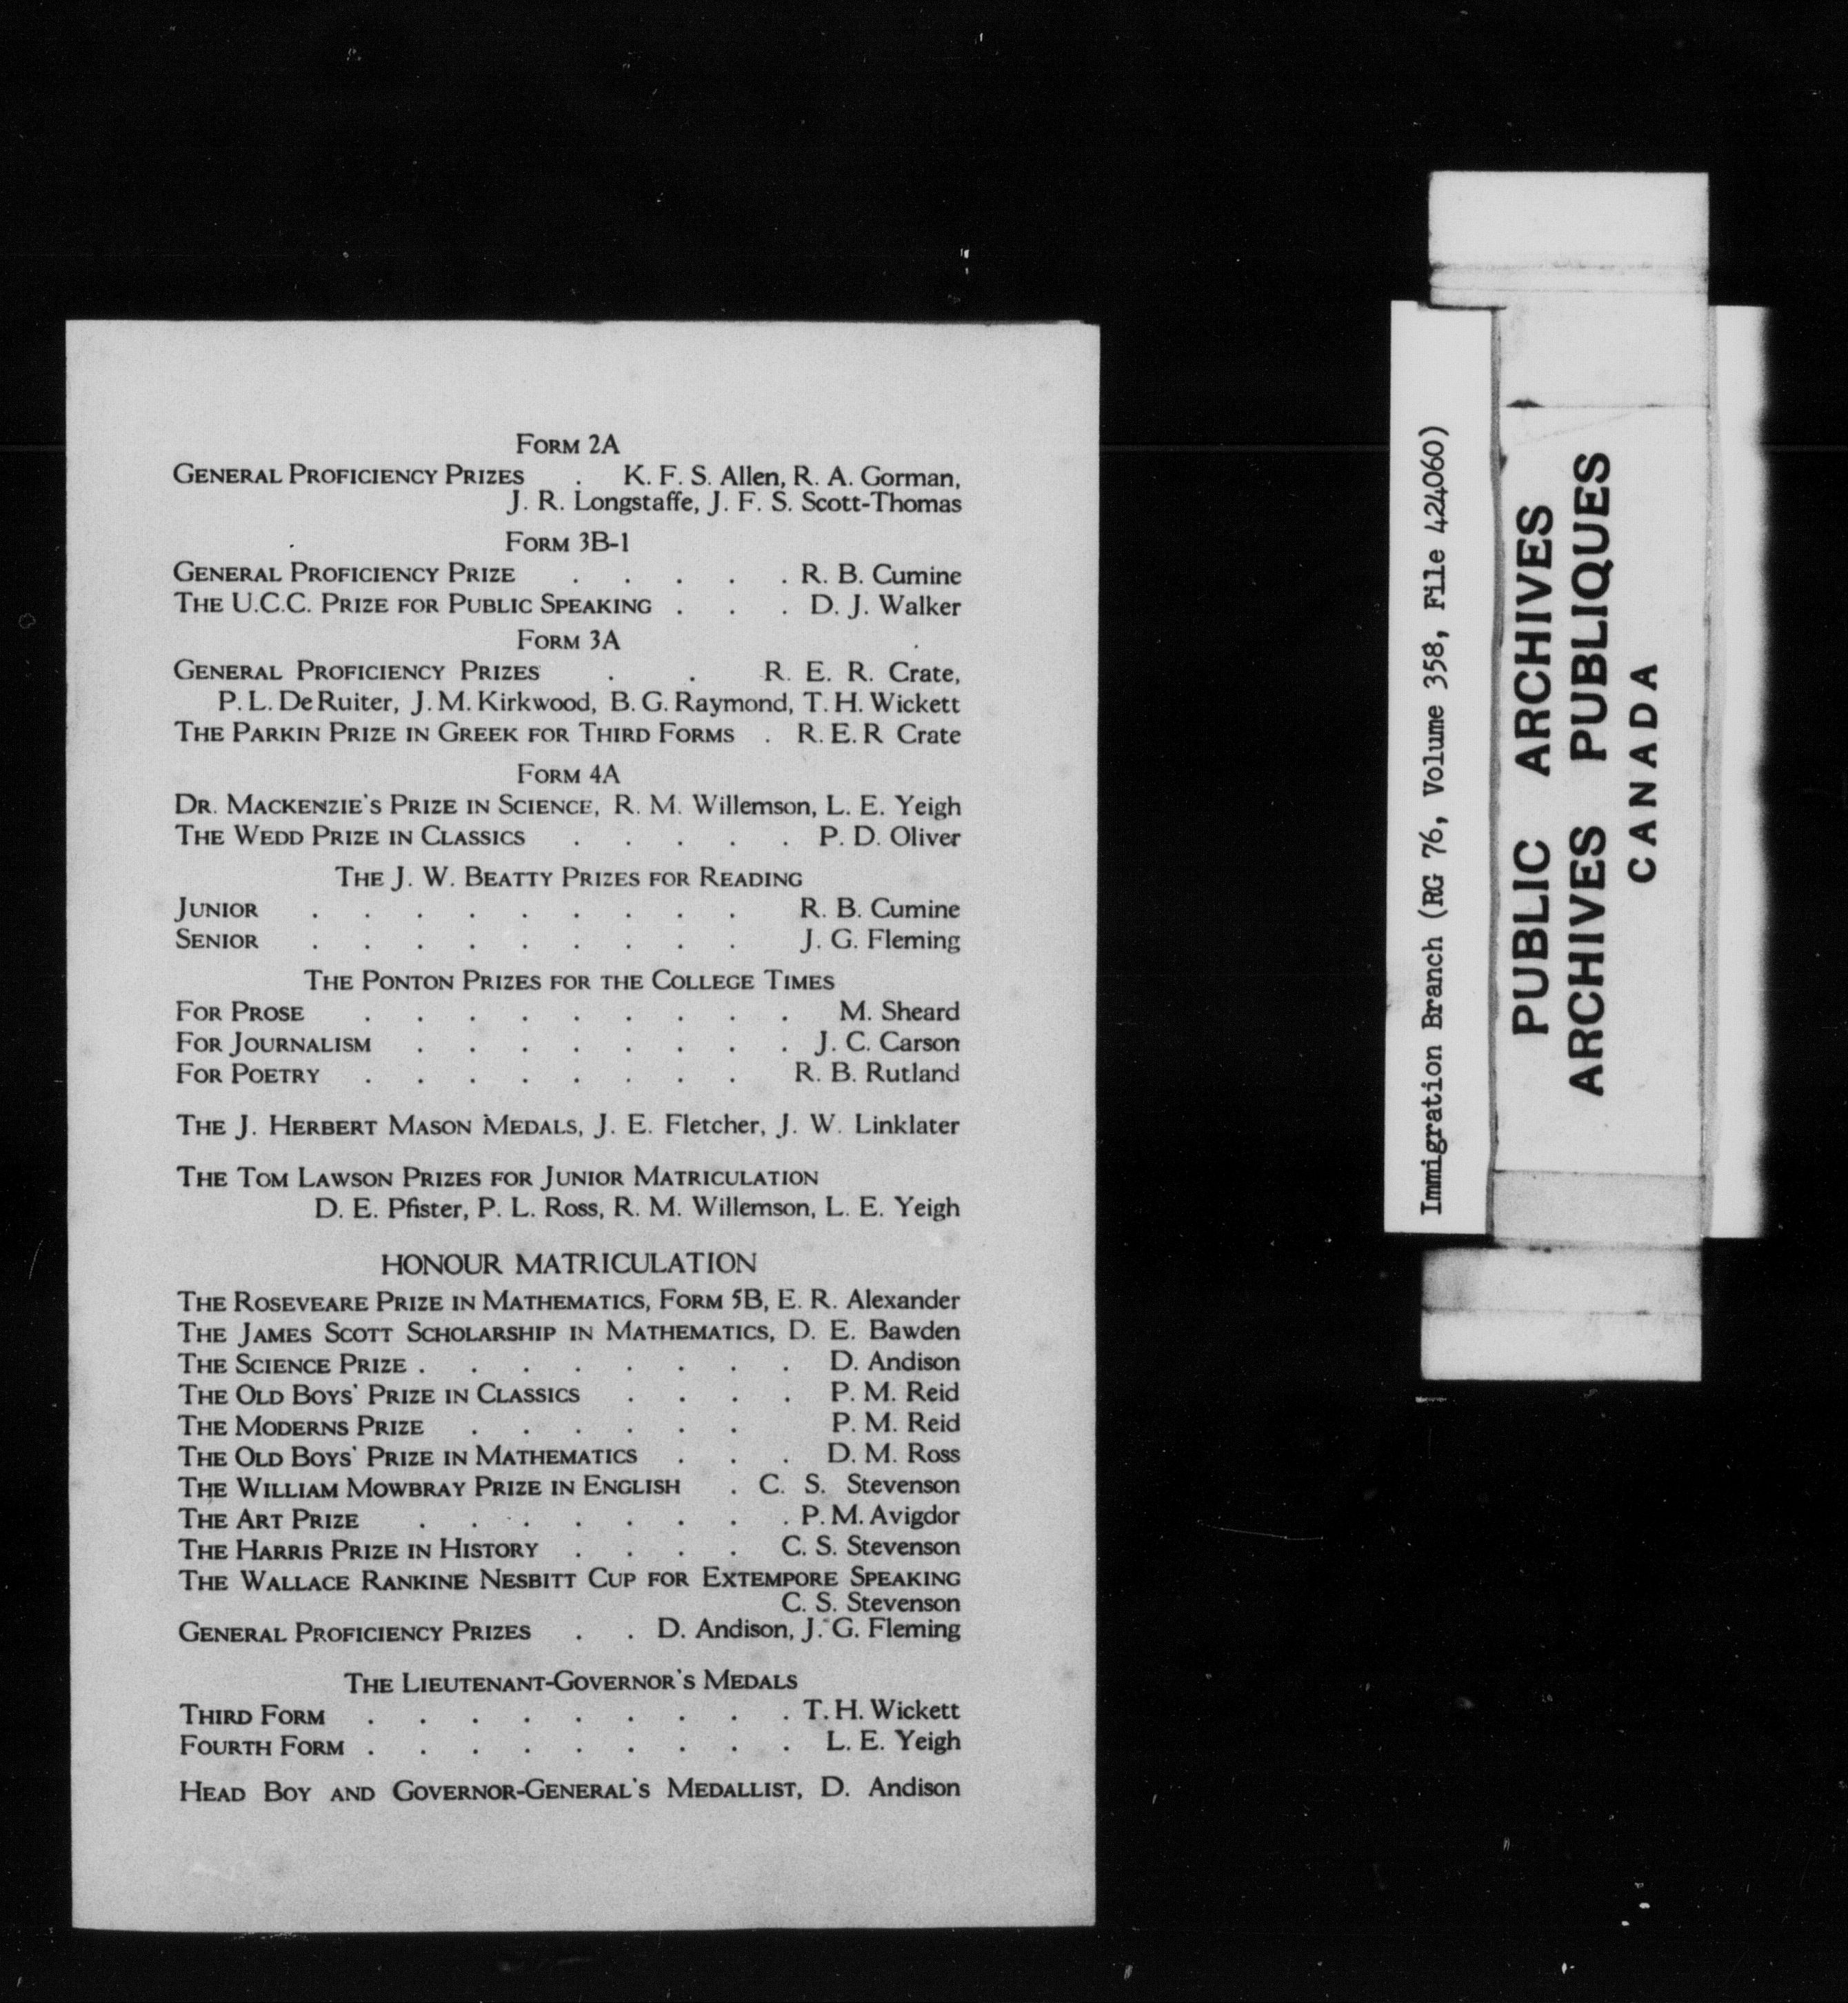 FORM 2A
GENERAL PROFICIENCY PRIZES . K. F. S. Allen, R. A. Gorman,
J. R. Longstaffe, J. F. S. Scott-Thomas
FORM 3B-1
GENERAL PROFICIENCY PRIZE . . . . . R. B. Cumine
THE U.C.C. PRIZE FOR PUBLIC SPEAKING . . . D. J. Walker
FORM 3A
GENERAL PROFICIENCY PRIZES . . R. E. R. Crate,
P. L. DeRuiter, J. M. Kirkwood, B. G. Raymond, T. H. Wickett
THE PARKIN PRIZE IN GREEK FOR THIRD FORMS . R. E. R Crate
FORM 4A
DR. MACKENZIE'S PRIZE IN SCIENCE, R. M. Willemson, L. E. Yeigh
THE WEDD PRIZE IN CLASSICS . . . . . P. D. Oliver
THE J. W. BEATTY PRIZES FOR READING
JUNIOR . . . . . . . . . R. B. Cumine
SENIOR . . . . . . . . . J. G. Fleming
THE PONTON PRIZES FOR THE COLLEGE TIMES
FOR PROSE . . . . . . . . . M. Sheard
FOR JOURNALISM . . . . . . . . J. C. Carson
FOR POETRY . . . . . . . . R. B. Rutland
THE J. HERBERT MASON MEDALS, J. E. Fletcher, J. W. Linklater
THE TOM LAWSON PRIZES FOR JUNIOR MATRICULATION
D. E. Pfister, P. L. Ross, R. M. Willemson, L. E. Yeigh
HONOUR MATRICULATION
THE ROSEVEARE PRIZE IN MATHEMATICS, FORM 5B, E. R. Alexander
THE JAMES SCOTT SCHOLARSHIP IN MATHEMATICS, D. E. Bawden
THE SCIENCE PRIZE . . . . . . . . D. Andison
THE OLD BOYS' PRIZE IN CLASSICS . . . . P. M. Reid
THE MODERNS PRIZE . . . . . . P. M. Reid
THE OLD BOYS' PRIZE IN MATHEMATICS . . . D. M. Ross
THE WILLIAM MOWBRAY PRIZE IN ENGLISH . C. S. Stevenson
THE ART PRIZE . . . . . . . . P. M. Avigdor
THE HARRIS PRIZE IN HISTORY . . . . C. S. Stevenson
THE WALLACE RANKINE NESBITT CUP FOR EXTEMPORE SPEAKING
C. S. Stevenson
GENERAL PROFICIENCY PRIZES . . D. Andison, J. G. Fleming
THE LIEUTENANT-GOVERNOR'S MEDALS
THIRD FORM . . . . . . . . . T. H. Wickett
FOURTH FORM . . . . . . . . . L. E. Yeigh
HEAD BOY AND GOVERNOR-GENERAL'S MEDALLIST, D. Andison
Immigration Branch (RG 76, Volume 358, File 424060)
PUBLIC ARCHIVES
ARCHIVES PUBLIQUES
CANADA